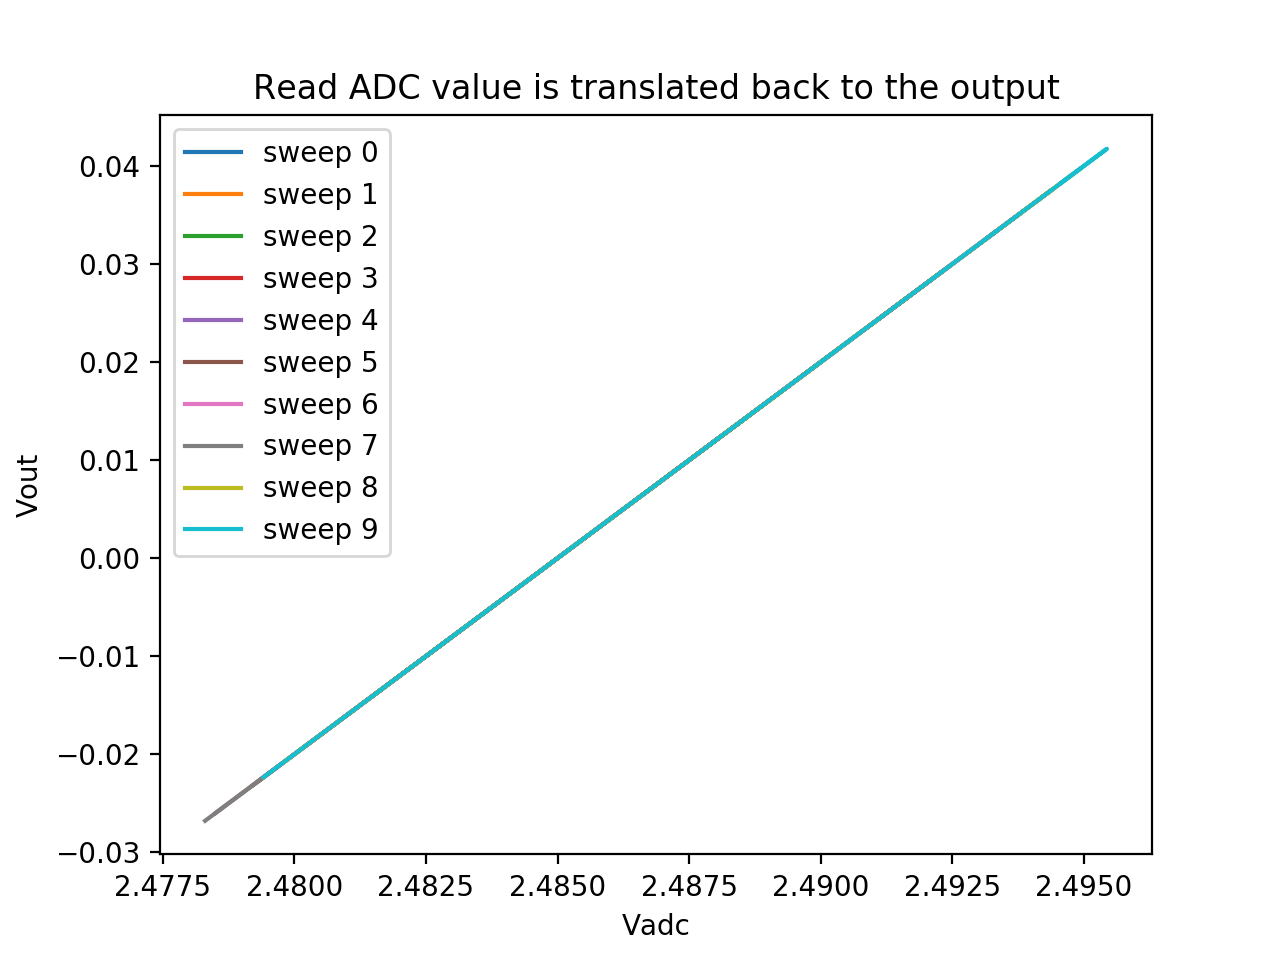 Read ADC value is translated back to the output
sweep 0
sweep 1
sweep 2
sweep 3
sweep 4
sweep 5
sweep 6
sweep 7
sweep 8
sweep 9
0.04
0.03
0.02
0.01
0.00
−0.01
−0.02
−0.03
Vout
2.4775 2.4800 2.4825 2.4850 2.4875 2.4900 2.4925 2.4950
Vadc